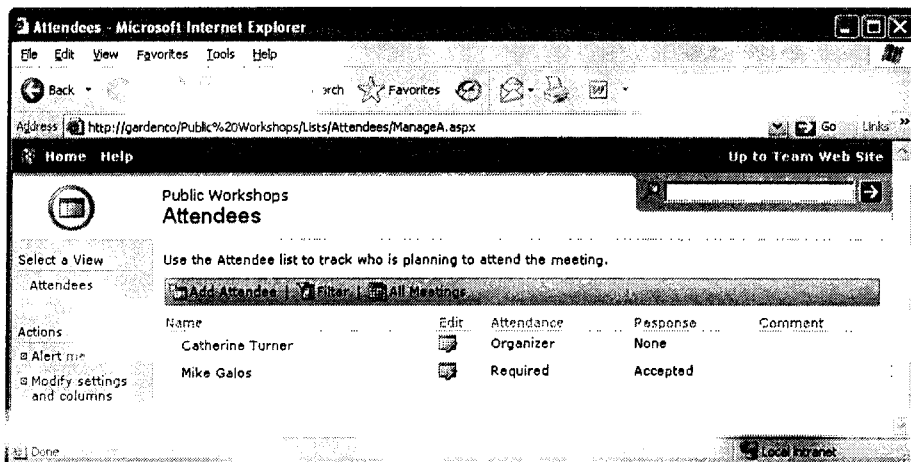 Attendees - Microsoft Internet Explorer
File Edit View Favorites Tools Help
Back Favorites
Address http://gardenco/Public%20Workshops/Lists/Attendees/ManageA.aspx Go Links »
Home Help Up to Team Web Site
Public Workshops
Attendees
Select a View
Use the Attendee list to track who is planning to attend the meeting.
Attendees
Add Attendee | Filter | All Meetings
Name Edit Attendance Response Comment
Actions
Catherine Turner Organizer None
Alert me
Mike Galos Required Accepted
Modify settings
and columns
Done Local intranet